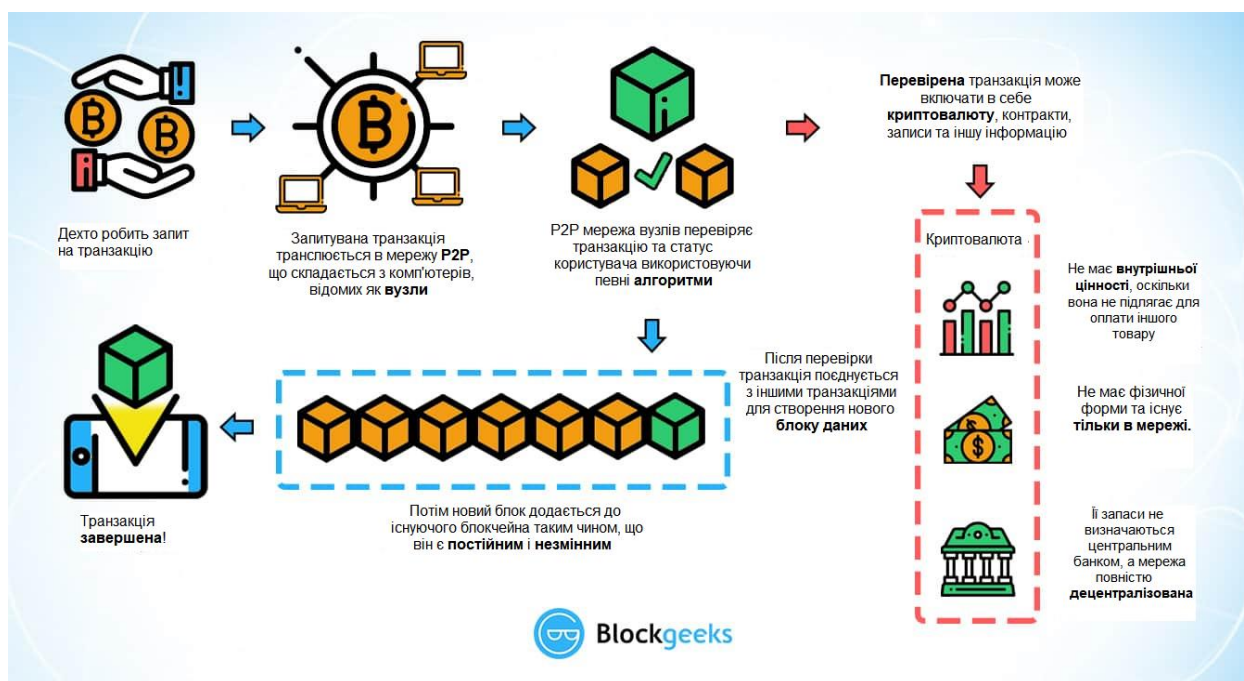 Дехто робить запит
на транзакцію
Запитувана транзакція
транслюється в мережу P2P,
що складається з комп'ютерів,
відомих як вузли
P2P мережа вузлів перевіряє
транзакцію та статус
користувача використовуючи
певні алгоритми
Перевірена транзакція може
включати в себе
криптовалюту, контракти,
записи та іншу інформацію
Криптовалюта
Не має внутрішньої
цінності, оскільки
вона не підлягає для
оплати іншого
товару
Не має фізичної
форми та існує
тільки в мережі.
Її запаси не
визначаються
центральним
банком, а мережа
повністю
децентралізована
Після перевірки
транзакція поєднується
з іншими транзакціями
для створення нового
блоку даних
Потім новий блок додається до
існуючого блокчейна таким чином, що
він є постійним і незмінним
Транзакція
завершена!
Blockgeeks